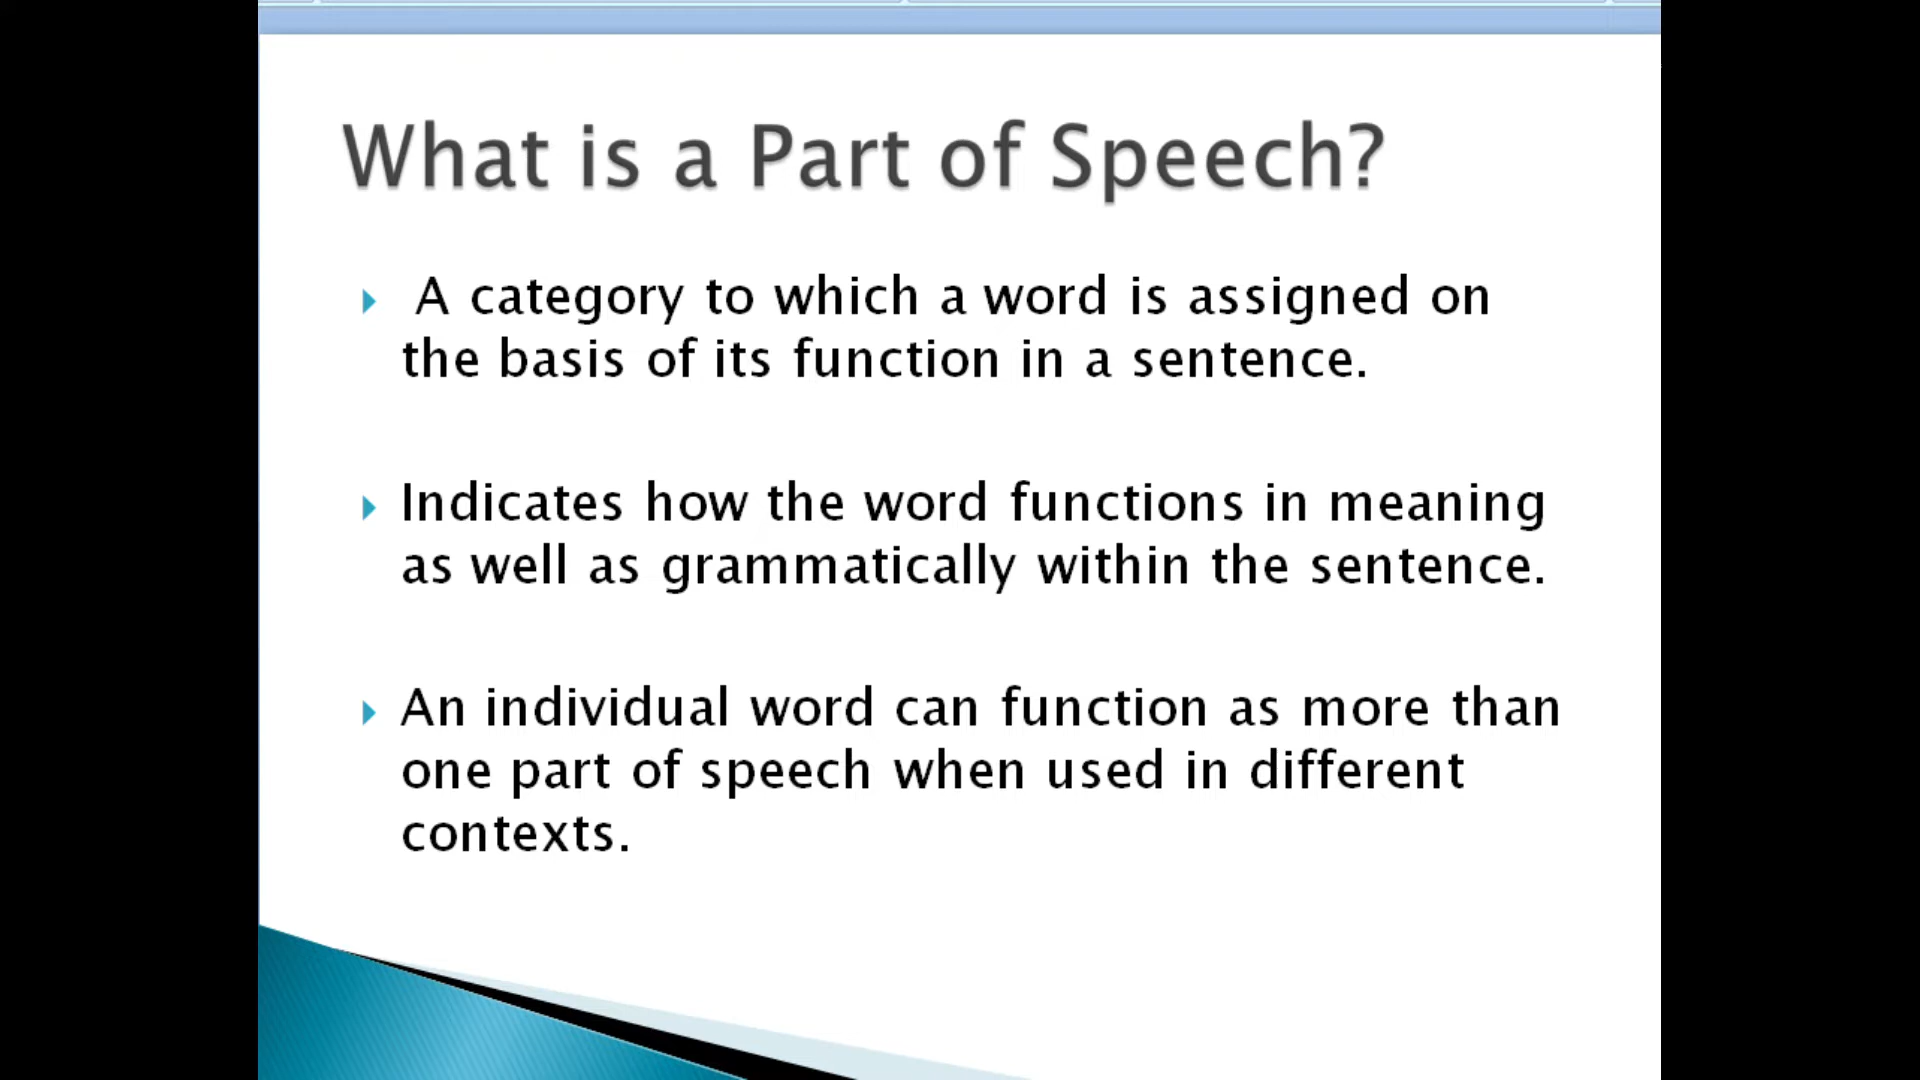 What is a Part of Speech?
A category to which a word is assigned on
the basis of its function in a sentence.
Indicates how the word functions in meaning
as well as grammatically within the sentence.
An individual word can function as more than
one part of speech when used in different
contexts.